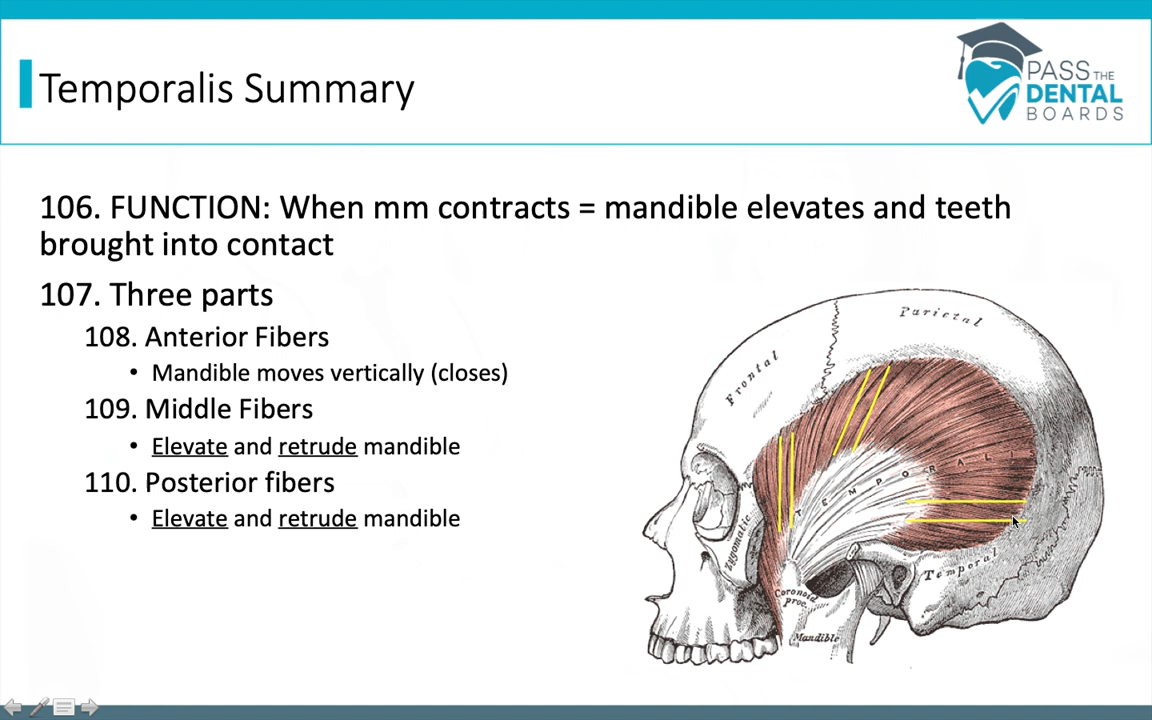 Temporalis Summary
PASS THE
DENTAL
BOARDS
106. FUNCTION: When mm contracts = mandible elevates and teeth
brought into contact
107. Three parts
108. Anterior Fibers
• Mandible moves vertically (closes)
109. Middle Fibers
• Elevate and retrude mandible
110. Posterior fibers
• Elevate and retrude mandible
Parietal
Frontal
TEMPORALI
Zygomatic
Temporal
Coronoid
proc.
Mandible